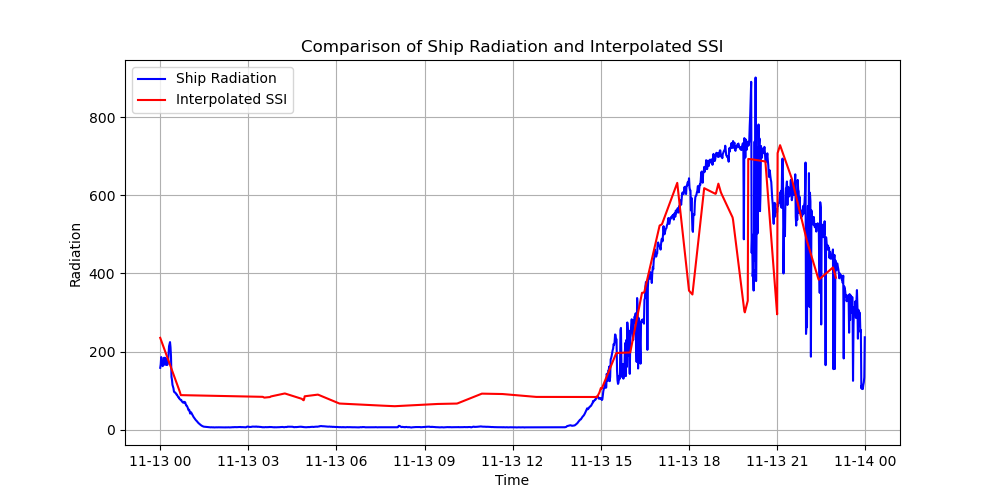 Comparison of Ship Radiation and Interpolated SSI
Ship Radiation
Interpolated SSI
Radiation
800
600
400
200
0
11-13 00 11-13 03 11-13 06 11-13 09 11-13 12 11-13 15 11-13 18 11-13 21 11-14 00
Time